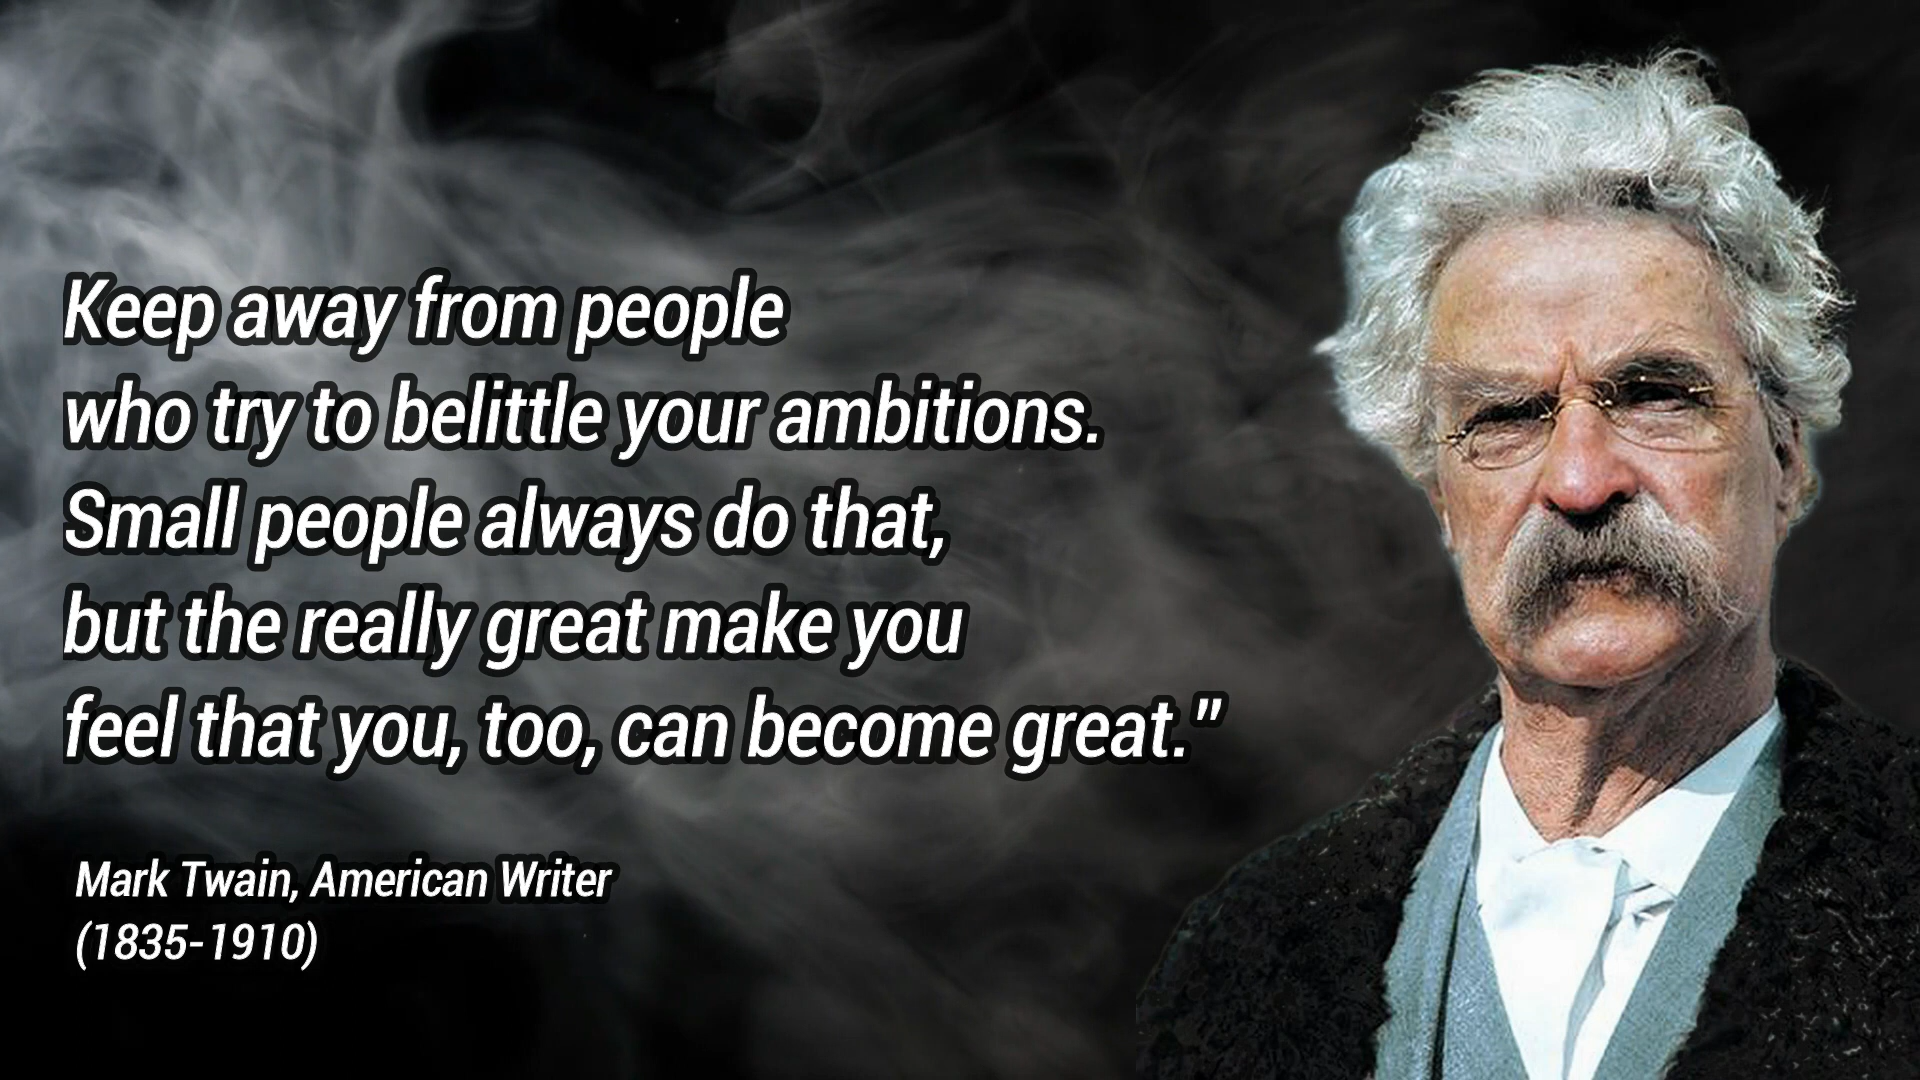 Keep away from people
who try to belittle your ambitions.
Small people always do that,
but the really great make you
feel that you, too, can become great.”
Mark Twain, American Writer
(1835-1910)